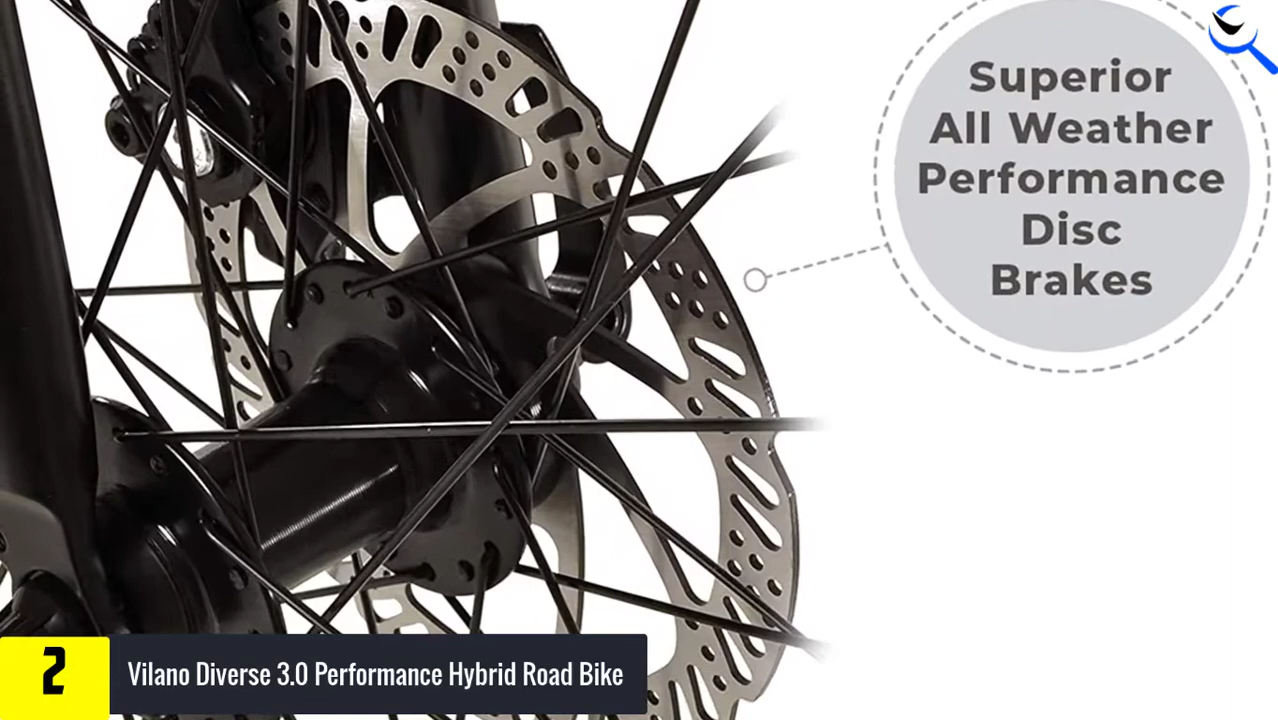 Superior
All Weather
Performance
Disc
Brakes
2
Vilano Diverse 3.0 Performance Hybrid Road Bike